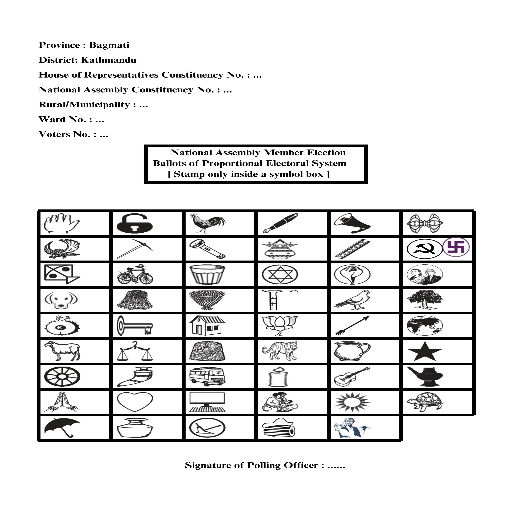 Province : Bagmati
District: Kathmandu
House of Representatives Constituency No. : ...
National Assembly Constituency No. : ...
Rural/Municipality : ...
Ward No. : ...
Voters No. : ...
National Assembly Member Election
Ballots of Proportional Electoral System
[ Stamp only inside a symbol box ]
Signature of Polling Officer : ......